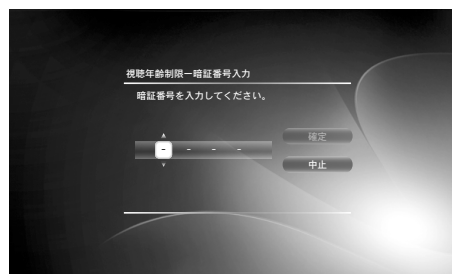 視聴年齢制限ー暗証番号入力
暗証番号を入力してください。
確定
- - - -
中止